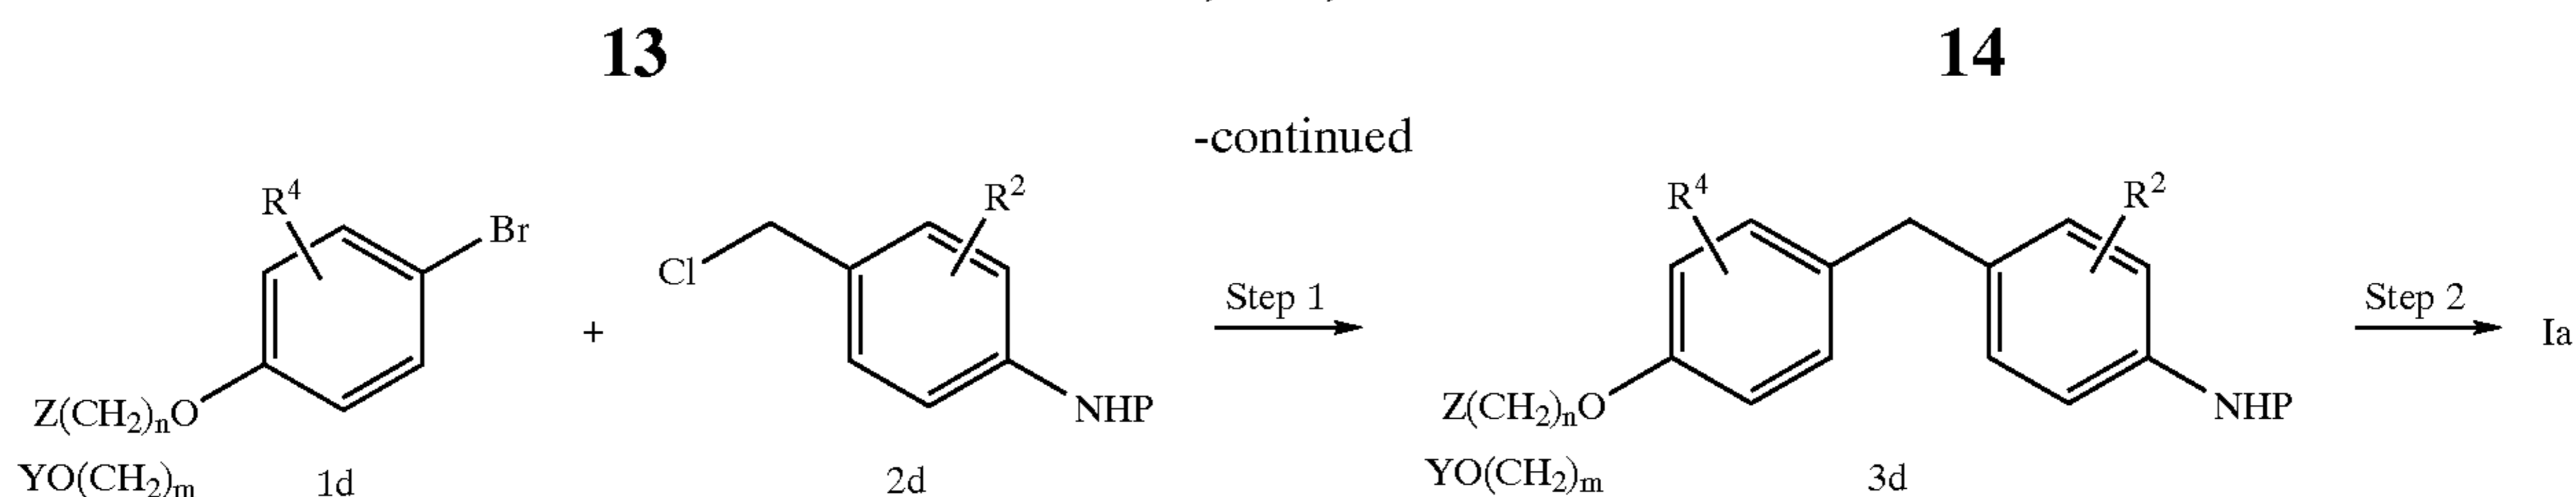 13
14
-continued
R⁴
Br
Cl
R²
+
Step 1
R⁴
R²
Step 2
Ia
Z(CH₂)ₙO
NHP
Z(CH₂)ₙO
NHP
YO(CH₂)ₘ
1d
2d
YO(CH₂)ₘ
3d